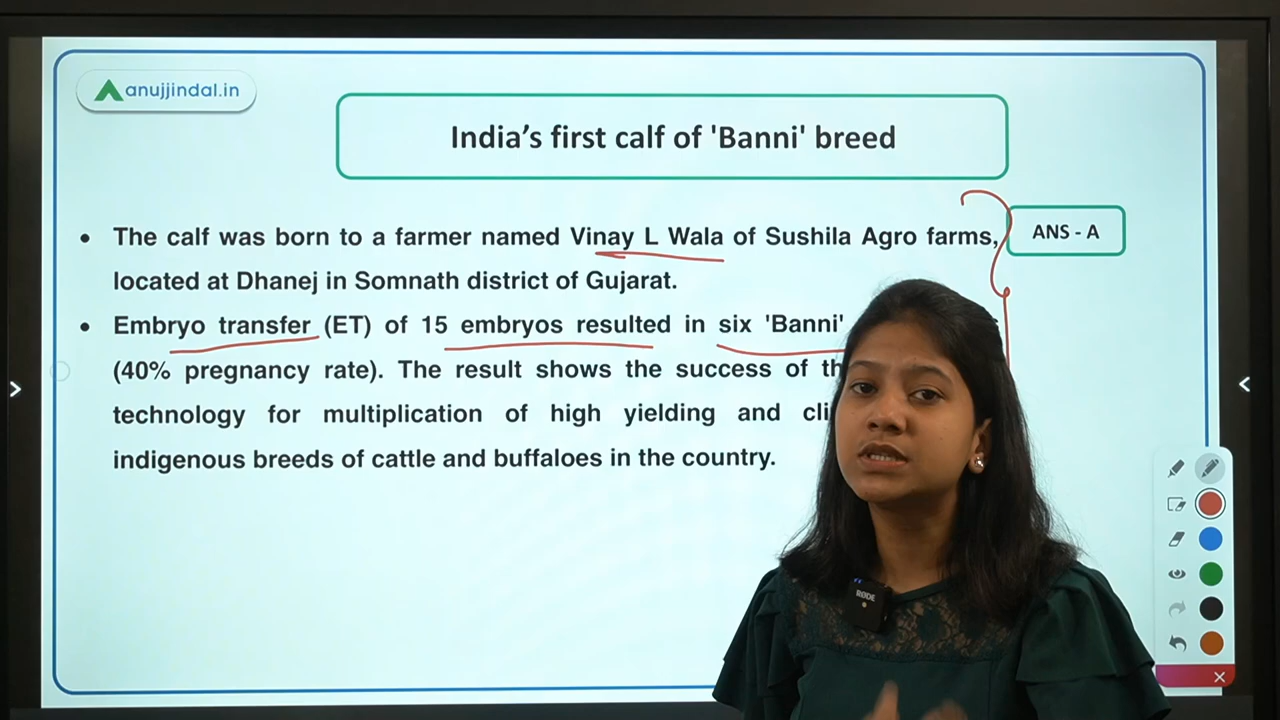 anujjindal.in
India's first calf of 'Banni' breed
• The calf was born to a farmer named Vinay L Wala of Sushila Agro farms,
located at Dhanej in Somnath district of Gujarat.
ANS - A
• Embryo transfer (ET) of 15 embryos resulted in six 'Banni'
(40% pregnancy rate). The result shows the success of
technology for multiplication of high yielding and
indigenous breeds of cattle and buffaloes in the country.
RØDE